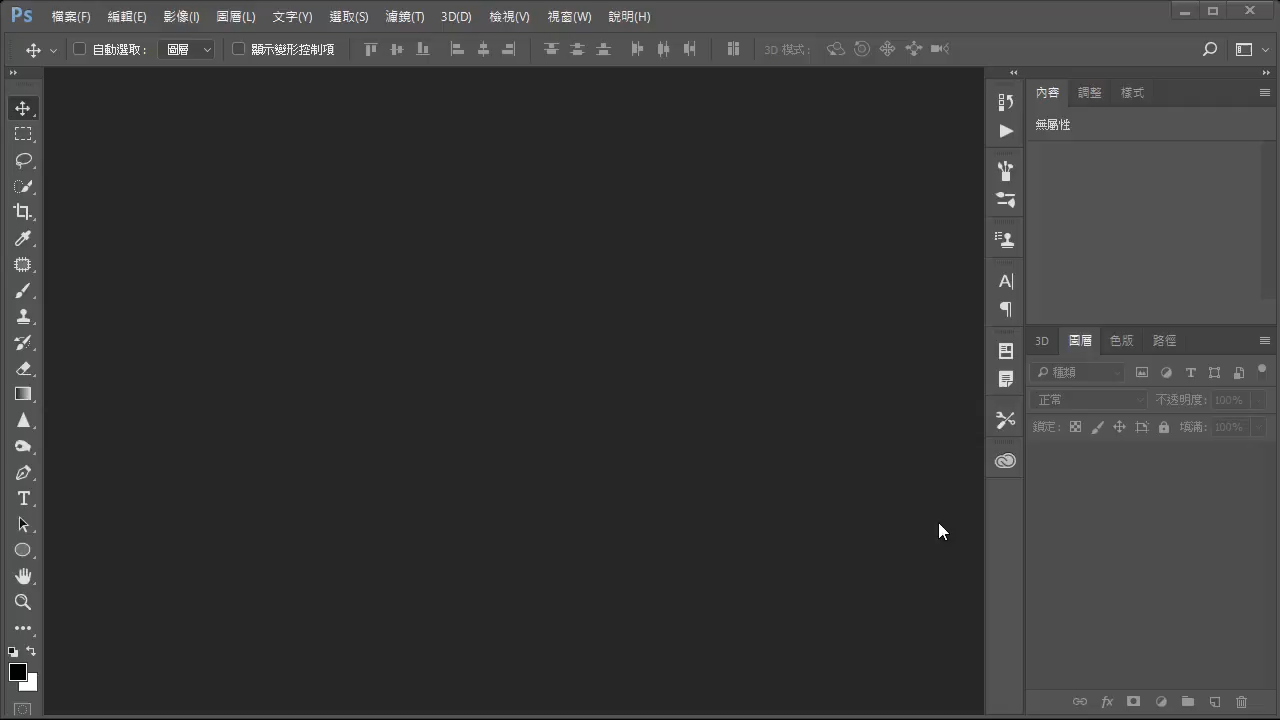 Ps 檔案(F) 編輯(E) 影像(I) 圖層(L) 文字(Y) 選取(S) 濾鏡(T) 3D(D) 檢視(V) 視窗(W) 說明(H)
自動選取： 圖層 顯示變形控制項 3D 模式：
內容 調整 樣式
無屬性
3D 圖層 色版 路徑
種類
正常 不透明度： 100%
鎖定： 填滿： 100%
fx